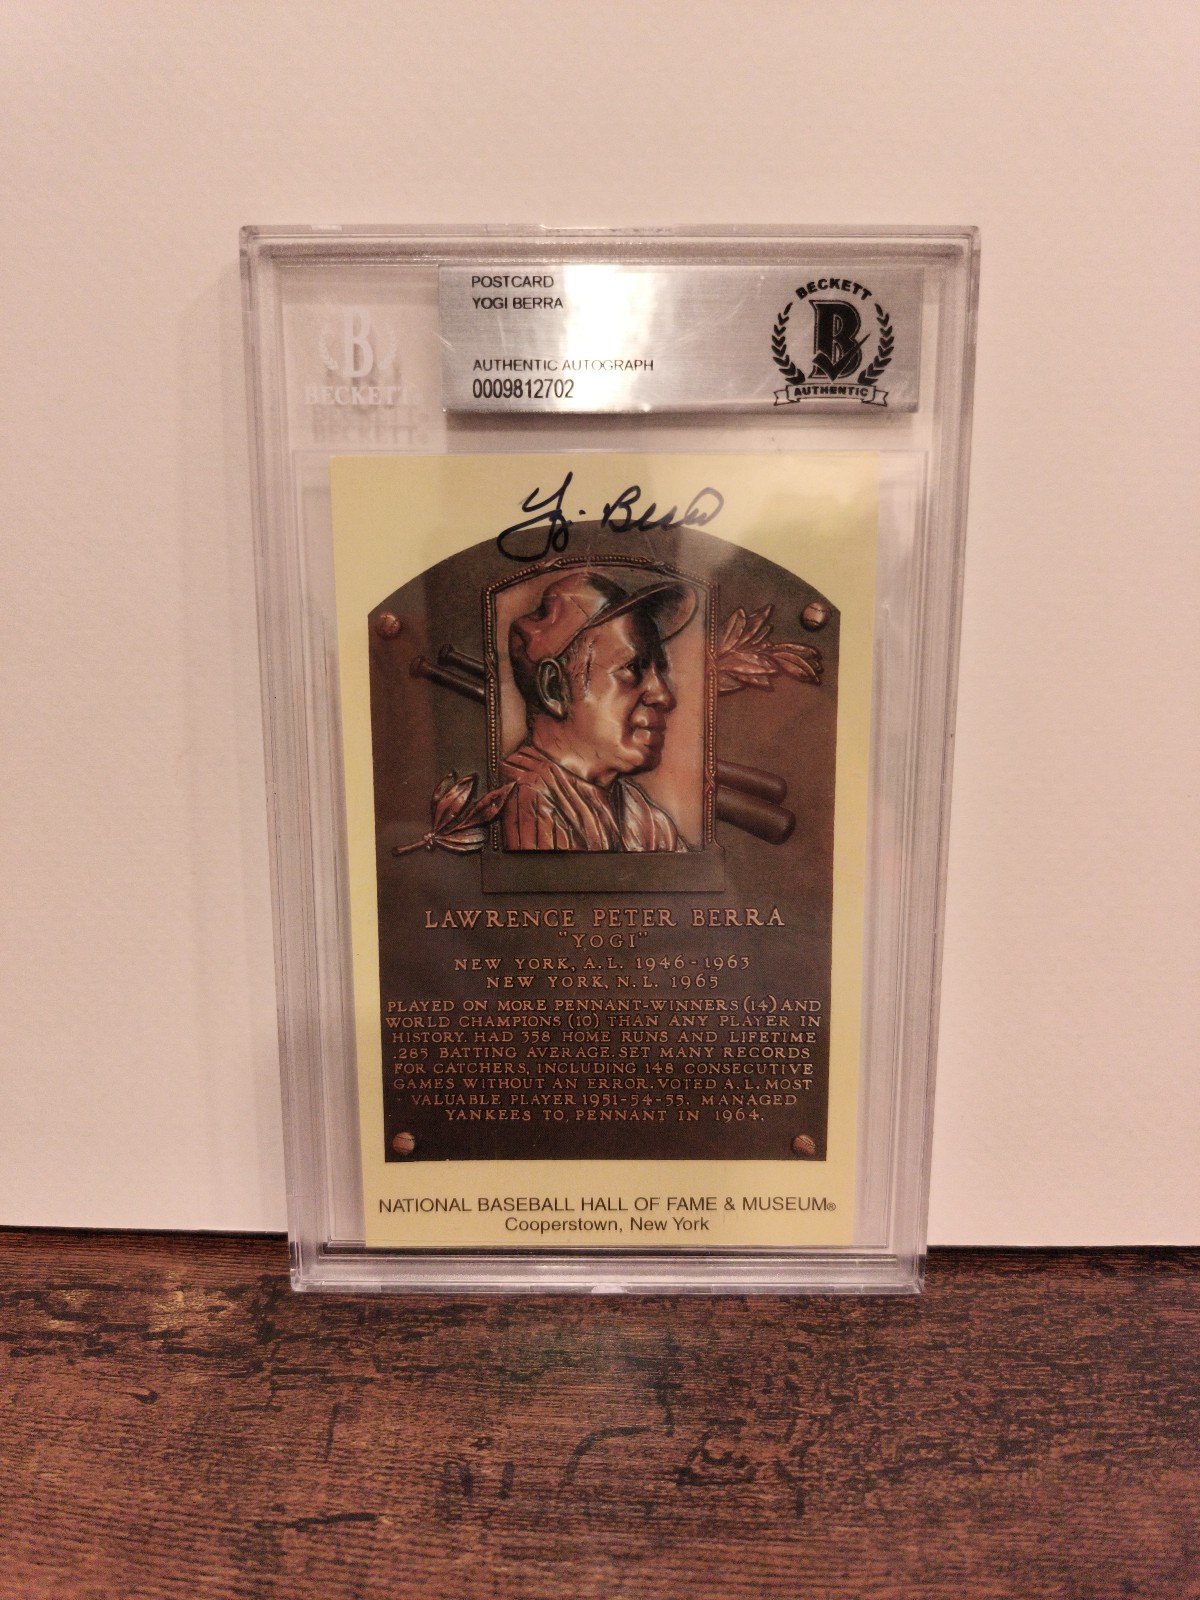 POSTCARD
YOGI BERRA
AUTHENTIC AUTOGRAPH
0009812702
BECKETT
B
AUTHENTIC
B
BECKETT
BECKETT®
Yogi Berra
LAWRENCE PETER BERRA
"YOGI"
NEW YORK, A.L. 1946-1963
NEW YORK, N.L. 1965
PLAYED ON MORE PENNANT-WINNERS (14) AND
WORLD CHAMPIONS (10) THAN ANY PLAYER IN
HISTORY. HAD 358 HOME RUNS AND LIFETIME
.285 BATTING AVERAGE. SET MANY RECORDS
FOR CATCHERS, INCLUDING 148 CONSECUTIVE
GAMES WITHOUT AN ERROR. VOTED A.L. MOST
VALUABLE PLAYER 1951-54-55. MANAGED
YANKEES TO PENNANT IN 1964.
NATIONAL BASEBALL HALL OF FAME & MUSEUM®
Cooperstown, New York